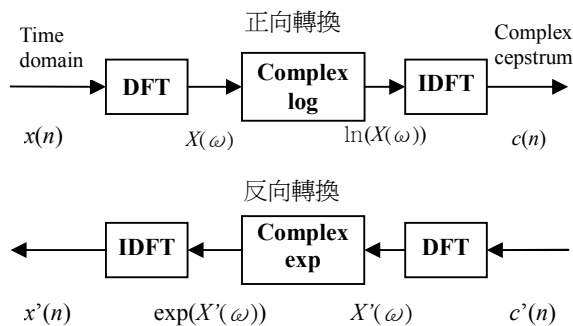 正向轉換
Time domain
Complex cepstrum
DFT
Complex log
IDFT
x(n)
X(ω)
ln(X(ω))
c(n)
反向轉換
IDFT
Complex exp
DFT
x’(n)
exp(X’(ω))
X’(ω)
c’(n)